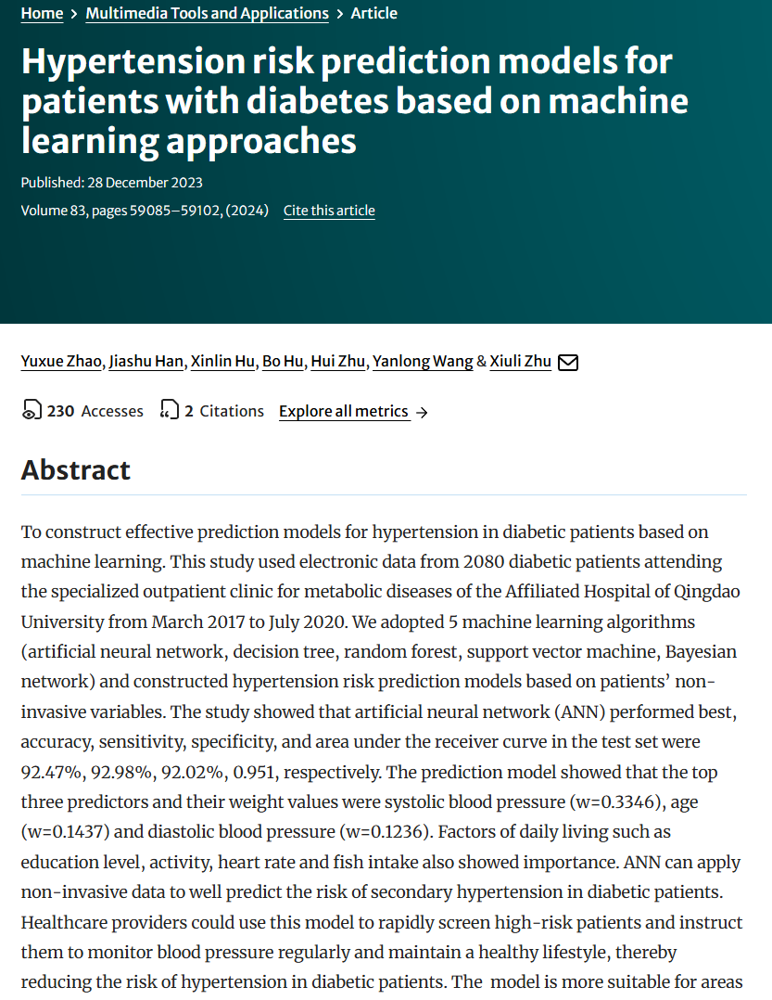 Home > Multimedia Tools and Applications > Article
Hypertension risk prediction models for
patients with diabetes based on machine
learning approaches
Published: 28 December 2023
Volume 83, pages 59085–59102, (2024) Cite this article
Yuxue Zhao, Jiashu Han, Xinlin Hu, Bo Hu, Hui Zhu, Yanlong Wang & Xiuli Zhu
230 Accesses 2 Citations Explore all metrics →
Abstract
To construct effective prediction models for hypertension in diabetic patients based on
machine learning. This study used electronic data from 2080 diabetic patients attending
the specialized outpatient clinic for metabolic diseases of the Affiliated Hospital of Qingdao
University from March 2017 to July 2020. We adopted 5 machine learning algorithms
(artificial neural network, decision tree, random forest, support vector machine, Bayesian
network) and constructed hypertension risk prediction models based on patients’ non-
invasive variables. The study showed that artificial neural network (ANN) performed best,
accuracy, sensitivity, specificity, and area under the receiver curve in the test set were
92.47%, 92.98%, 92.02%, 0.951, respectively. The prediction model showed that the top
three predictors and their weight values were systolic blood pressure (w=0.3346), age
(w=0.1437) and diastolic blood pressure (w=0.1236). Factors of daily living such as
education level, activity, heart rate and fish intake also showed importance. ANN can apply
non-invasive data to well predict the risk of secondary hypertension in diabetic patients.
Healthcare providers could use this model to rapidly screen high-risk patients and instruct
them to monitor blood pressure regularly and maintain a healthy lifestyle, thereby
reducing the risk of hypertension in diabetic patients. The model is more suitable for areas